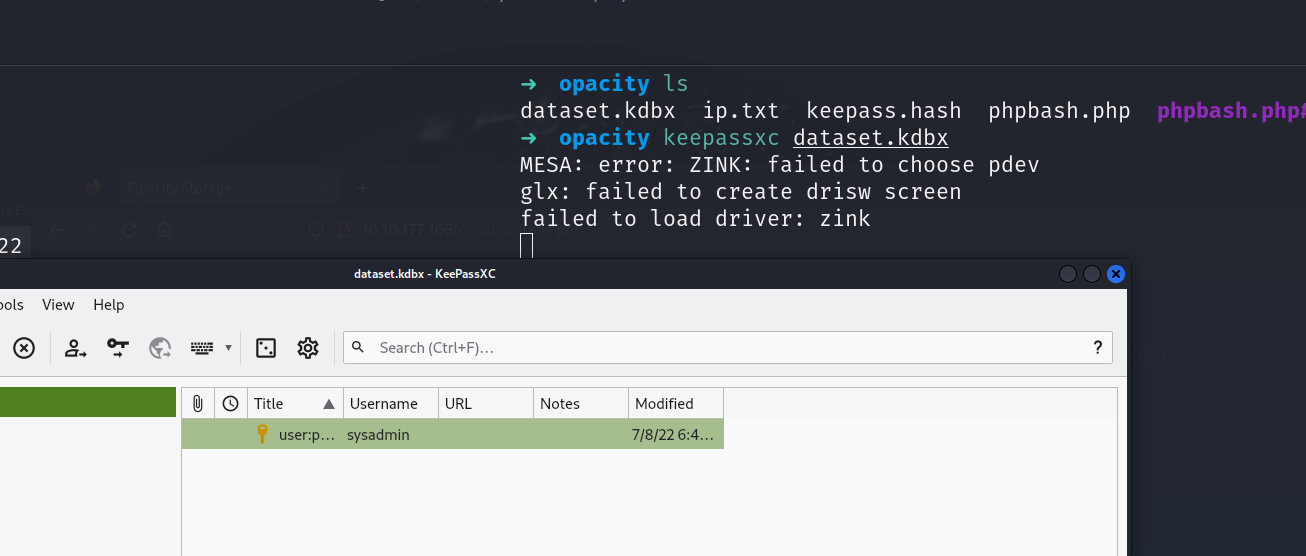 ➜ opacity ls
dataset.kdbx ip.txt keepass.hash phpbash.php phpbash.php#
➜ opacity keepassxc dataset.kdbx
MESA: error: ZINK: failed to choose pdev
glx: failed to create drisw screen
failed to load driver: zink
Opacity Storage
10.10.177.166/cloud/
22
dataset.kdbx - KeePassXC
ools View Help
Search (Ctrl+F)...
?
Title Username URL Notes Modified
user:p... sysadmin 7/8/22 6:4...